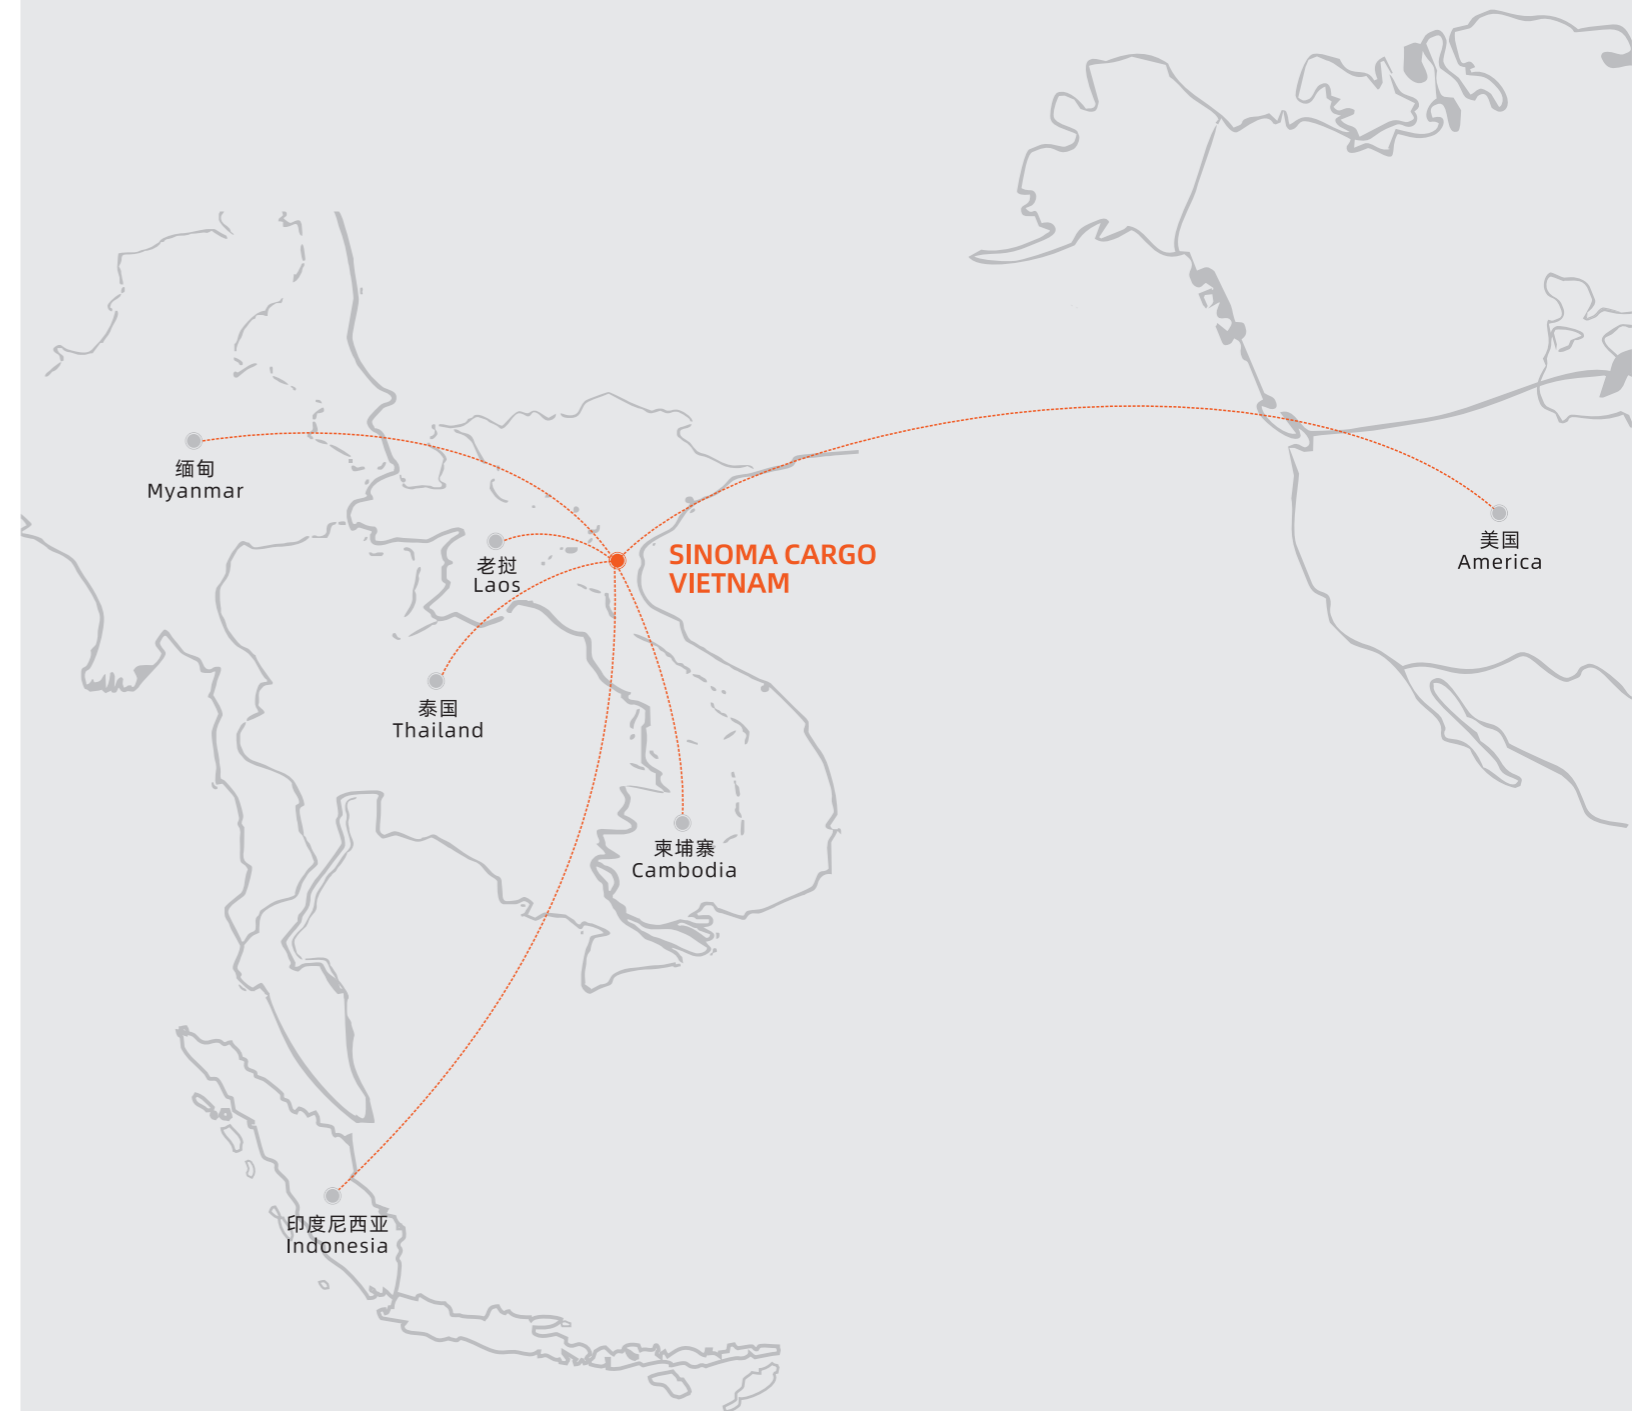 缅甸
Myanmar
老挝
Laos
SINOMA CARGO
VIETNAM
美国
America
泰国
Thailand
柬埔寨
Cambodia
印度尼西亚
Indonesia